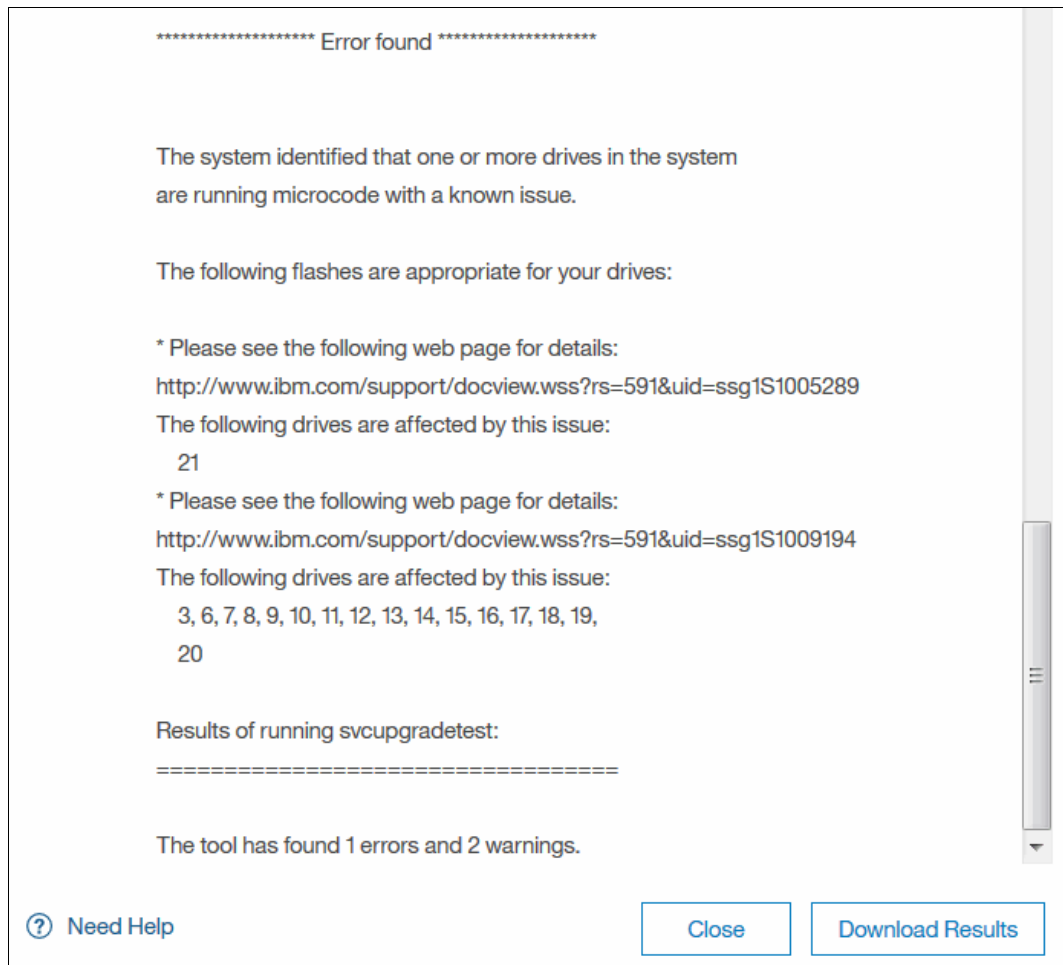 ******************** Error found ********************
The system identified that one or more drives in the system
are running microcode with a known issue.
The following flashes are appropriate for your drives:
* Please see the following web page for details:
http://www.ibm.com/support/docview.wss?rs=591&uid=ssg1S1005289
The following drives are affected by this issue:
21
* Please see the following web page for details:
http://www.ibm.com/support/docview.wss?rs=591&uid=ssg1S1009194
The following drives are affected by this issue:
3, 6, 7, 8, 9, 10, 11, 12, 13, 14, 15, 16, 17, 18, 19,
20
Results of running svcupgradetest:
==================================
The tool has found 1 errors and 2 warnings.
? Need Help
Close
Download Results